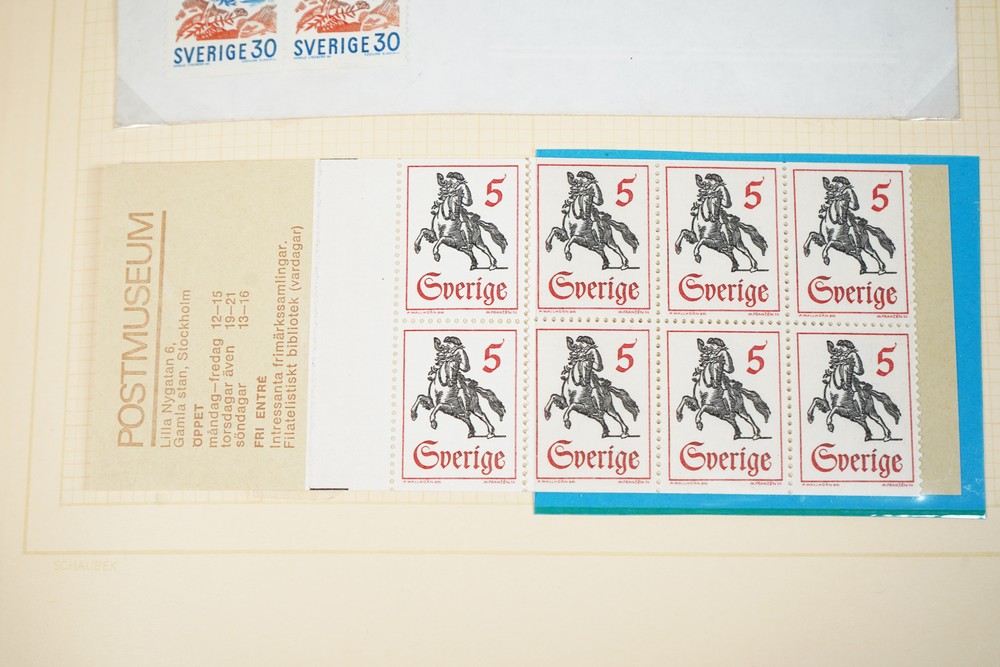 SVERIGE 30
SVERIGE 30
POSTMUSEUM
Lilla Nygatan 6,
Gamla stan, Stockholm
ÖPPET
måndag–fredag 12–15
torsdagar även 19–21
söndagar 13–16
FRI ENTRÉ
Intressanta frimärkssamlingar.
Filatelistiskt bibliotek (vardagar)
5
Sverige
5
Sverige
5
Sverige
5
Sverige
5
Sverige
5
Sverige
5
Sverige
5
Sverige
SCHAUBEK